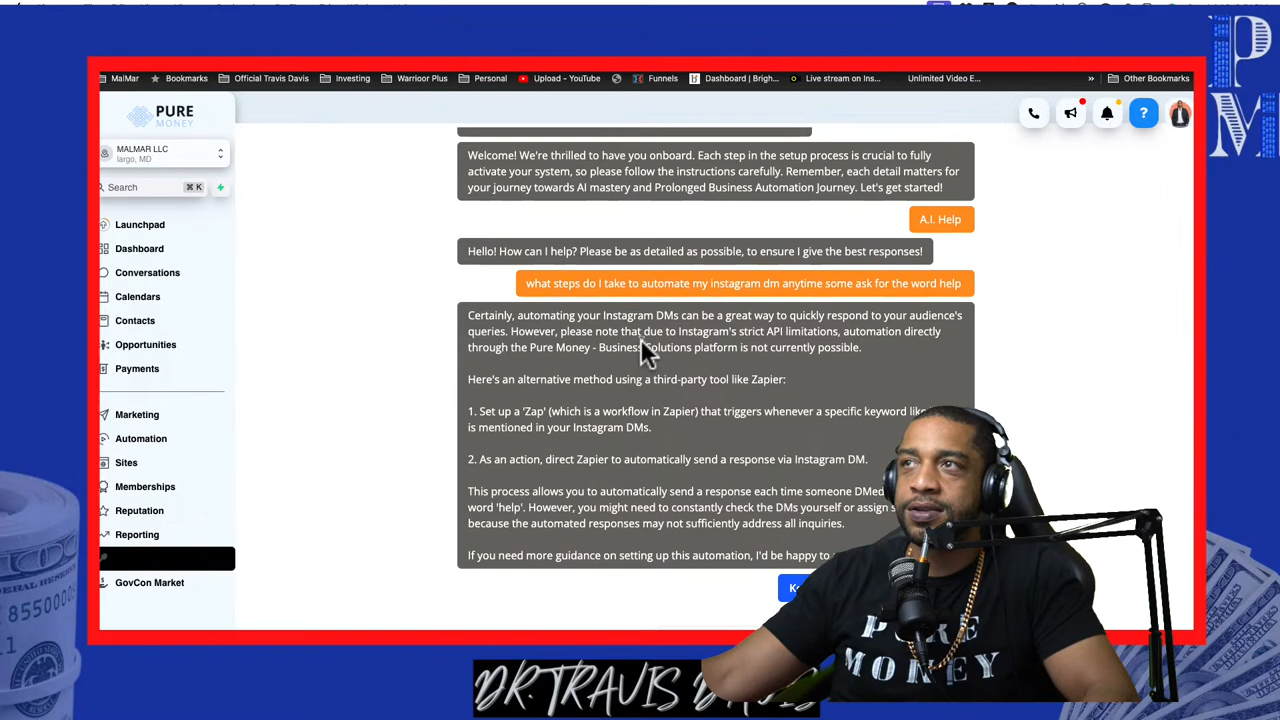 MalMar
Bookmarks
Official Travis Davis
Investing
Warrioor Plus
Personal
Upload - YouTube
Funnels
Dashboard | Brigh...
Live stream on Ins...
Unlimited Video E...
»
Other Bookmarks
P
M
PURE
MONEY
MALMAR LLC
largo, MD
Search
⌘ K
Launchpad
Dashboard
Conversations
Calendars
Contacts
Opportunities
Payments
Marketing
Automation
Sites
Memberships
Reputation
Reporting
GovCon Market
?
Welcome! We're thrilled to have you onboard. Each step in the setup process is crucial to fully
activate your system, so please follow the instructions carefully. Remember, each detail matters for
your journey towards AI mastery and Prolonged Business Automation Journey. Let's get started!
A.I. Help
Hello! How can I help? Please be as detailed as possible, to ensure I give the best responses!
what steps do I take to automate my instagram dm anytime some ask for the word help
Certainly, automating your Instagram DMs can be a great way to quickly respond to your audience's
queries. However, please note that due to Instagram's strict API limitations, automation directly
through the Pure Money - Business Solutions platform is not currently possible.
Here's an alternative method using a third-party tool like Zapier:
1. Set up a 'Zap' (which is a workflow in Zapier) that triggers whenever a specific keyword like
is mentioned in your Instagram DMs.
2. As an action, direct Zapier to automatically send a response via Instagram DM.
This process allows you to automatically send a response each time someone DMed
word 'help'. However, you might need to constantly check the DMs yourself or assign
because the automated responses may not sufficiently address all inquiries.
If you need more guidance on setting up this automation, I'd be happy to
PURE
MONEY
DR. TRAVIS DAVIS
85500005
11